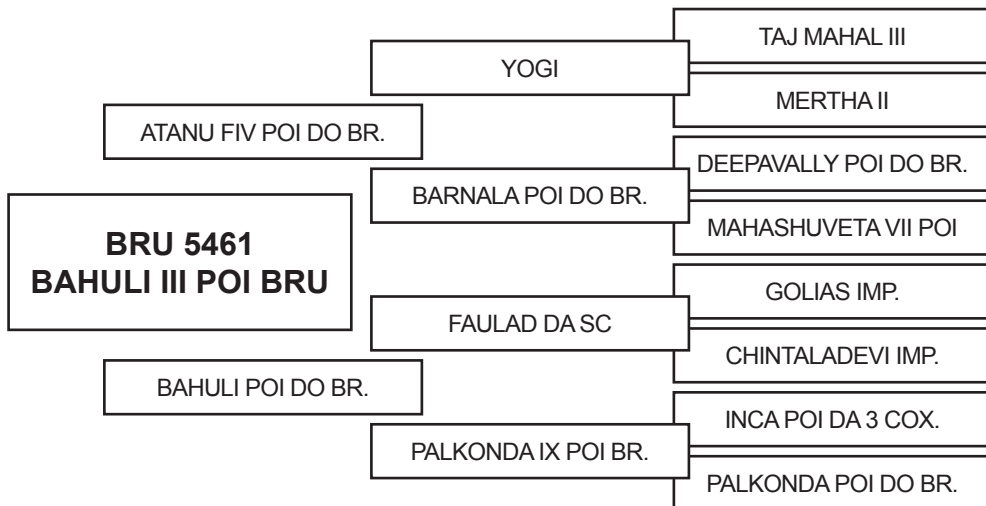 TAJ MAHAL III
YOGI
MERTHA II
ATANU FIV POI DO BR.
DEEPAVALLY POI DO BR.
BARNALA POI DO BR.
MAHASHUVETA VII POI
BRU 5461
BAHULI III POI BRU
GOLIAS IMP.
FAULAD DA SC
CHINTALADEVI IMP.
BAHULI POI DO BR.
INCA POI DA 3 COX.
PALKONDA IX POI BR.
PALKONDA POI DO BR.